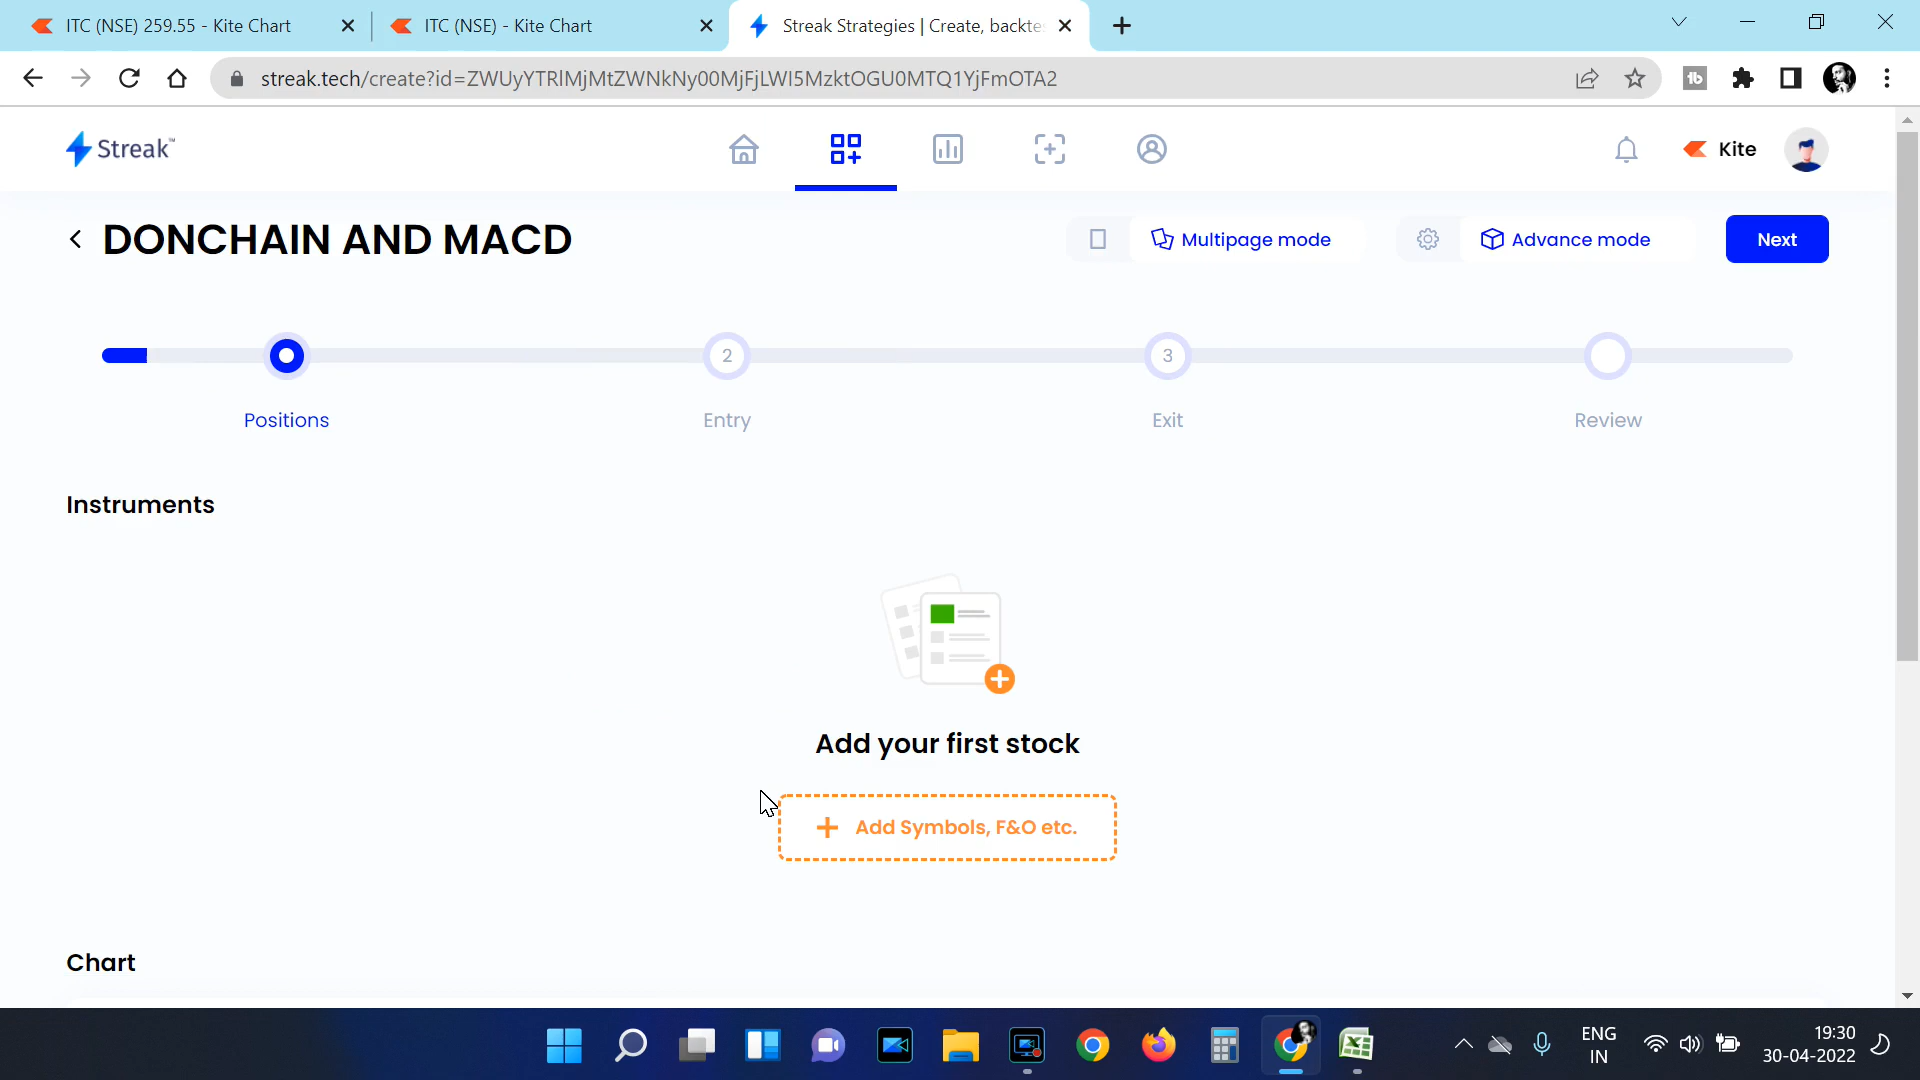 ITC (NSE) 259.55 - Kite Chart
ITC (NSE) - Kite Chart
Streak Strategies | Create, backte
streak.tech/create?id=ZWUyYTRlMjMtZWNkNy00MjFjLWI5MzktOGU0MTQ1YjFmOTA2
Streak™
Kite
DONCHAIN AND MACD
Multipage mode
Advance mode
Next
2
3
Positions
Entry
Exit
Review
Instruments
Add your first stock
+ Add Symbols, F&O etc.
Chart
ENG
IN
19:30
30-04-2022